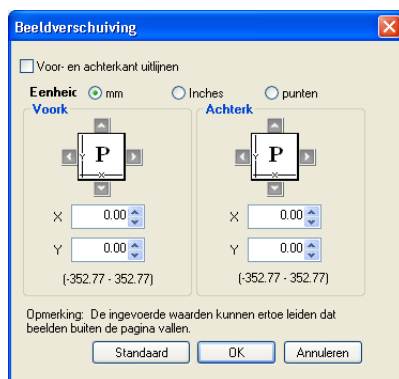 Beeldverschuiving
Voor- en achterkant uitlijnen
Eenheic mm Inches punten
Voork Achterk
P P
Y Y
X X
X 0.00 X 0.00
Y 0.00 Y 0.00
(-352.77 - 352.77) (-352.77 - 352.77)
Opmerking: De ingevoerde waarden kunnen ertoe leiden dat
beelden buiten de pagina vallen.
Standaard OK Annuleren